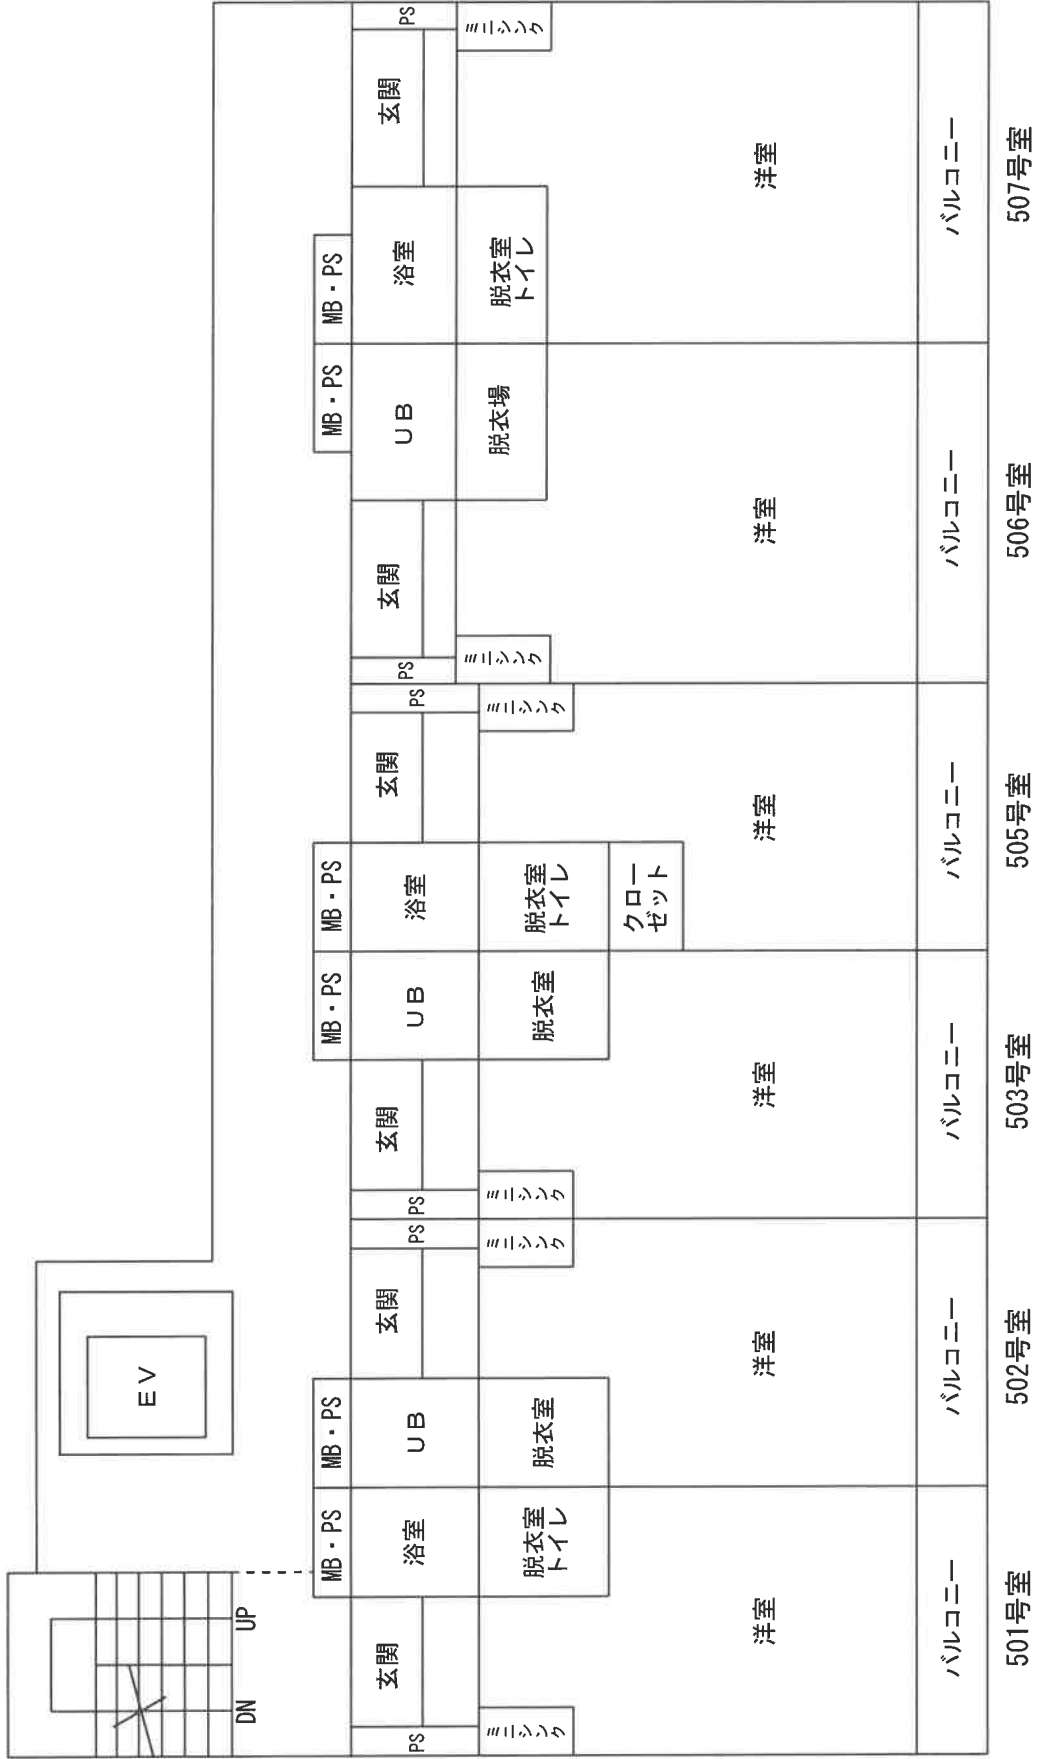 DN
UP
EV
MB・PS
MB・PS
MB・PS
MB・PS
MB・PS
MB・PS
PS
玄関
浴室
UB
玄関
PS
PS
玄関
UB
浴室
玄関
PS
PS
玄関
UB
浴室
玄関
PS
ミニシンク
脱衣室
トイレ
脱衣室
ミニシンク
ミニシンク
脱衣室
脱衣室
トイレ
ミニシンク
ミニシンク
脱衣場
脱衣室
トイレ
ミニシンク
クロー
ゼット
洋室
洋室
洋室
洋室
洋室
洋室
バルコニー
バルコニー
バルコニー
バルコニー
バルコニー
バルコニー
501号室
502号室
503号室
505号室
506号室
507号室